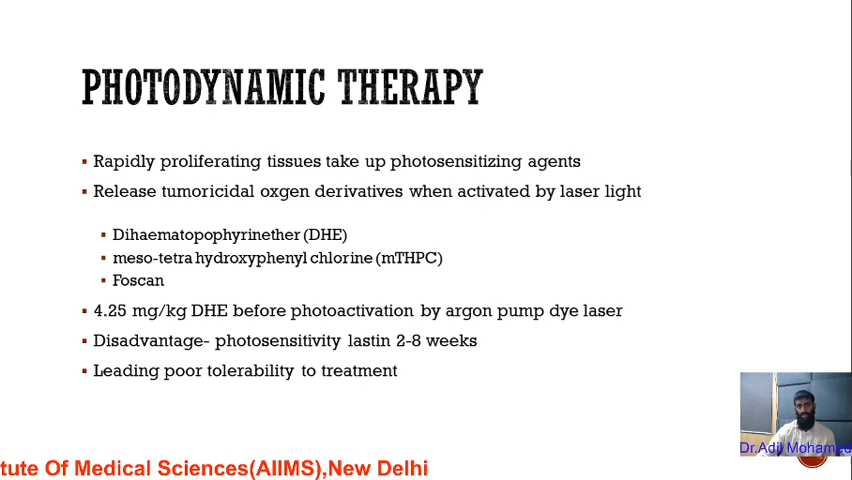 PHOTODYNAMIC THERAPY
Rapidly proliferating tissues take up photosensitizing agents
Release tumoricidal oxgen derivatives when activated by laser light
Dihaematopophyrinether (DHE)
meso-tetra hydroxyphenyl chlorine (mTHPC)
Foscan
4.25 mg/kg DHE before photoactivation by argon pump dye laser
Disadvantage- photosensitivity lastin 2-8 weeks
Leading poor tolerability to treatment
Dr.Adil Mohamed
tute Of Medical Sciences(AIIMS),New Delhi